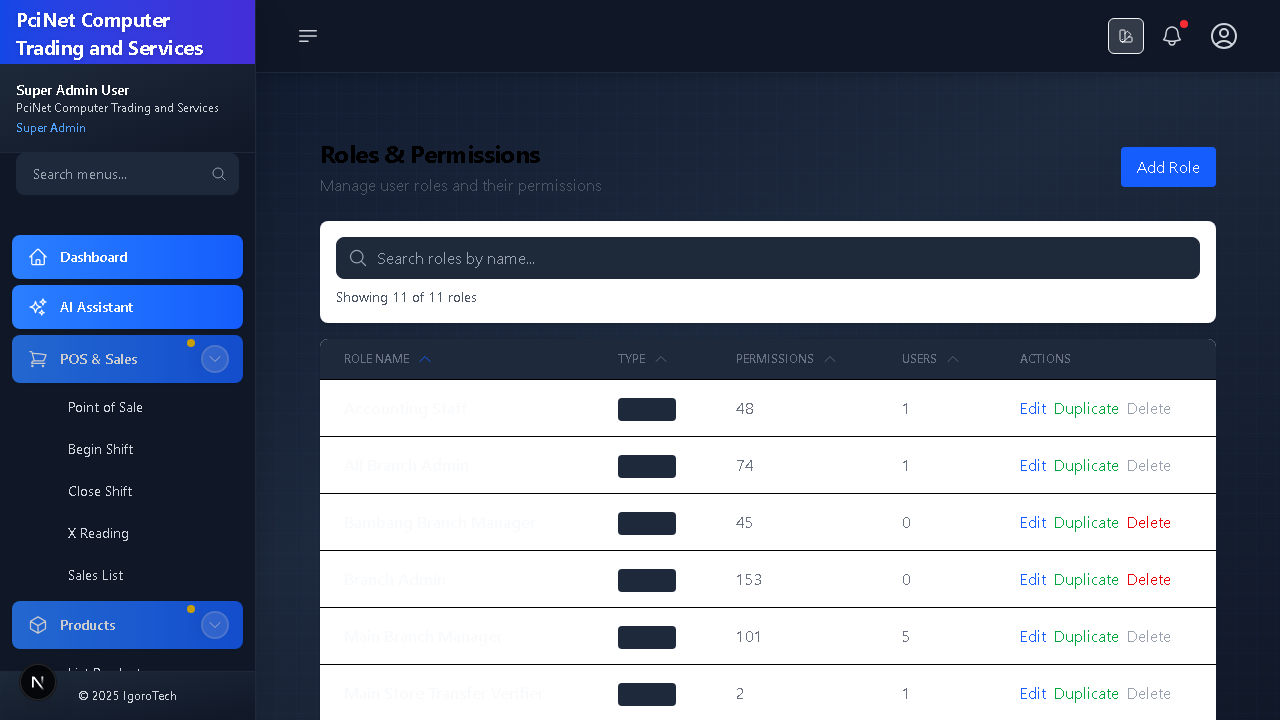 PciNet Computer
Trading and Services
Super Admin User
PciNet Computer Trading and Services
Super Admin
Search menus...
Dashboard
AI Assistant
POS & Sales
Point of Sale
Begin Shift
Close Shift
X Reading
Sales List
Products
© 2025 IgoroTech
Roles & Permissions
Manage user roles and their permissions
Add Role
Search roles by name...
Showing 11 of 11 roles
ROLE NAME TYPE PERMISSIONS USERS ACTIONS
Accounting Staff 48 1 Edit Duplicate Delete
All Branch Admin 74 1 Edit Duplicate Delete
Bambang Branch Manager 45 0 Edit Duplicate Delete
Branch Admin 153 0 Edit Duplicate Delete
Main Branch Manager 101 5 Edit Duplicate Delete
Main Store Transfer Verifier 2 1 Edit Duplicate Delete